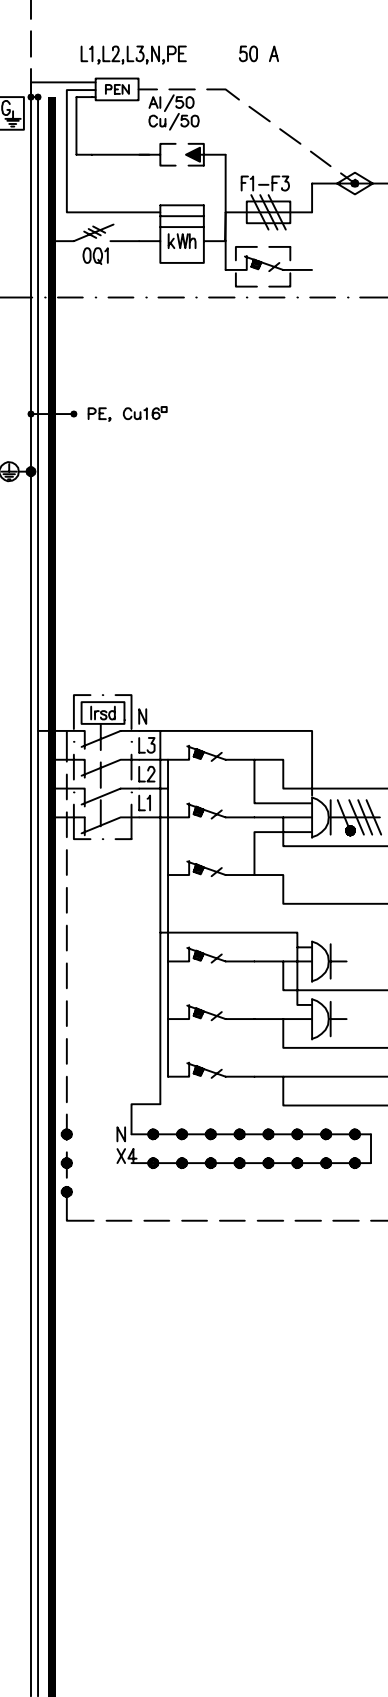 L1,L2,L3,N,PE 50 A
PEN
G
Al/50
Cu/50
F1-F3
kWh
0Q1
PE, Cu16
Irsd N
L3
L2
L1
N
X4